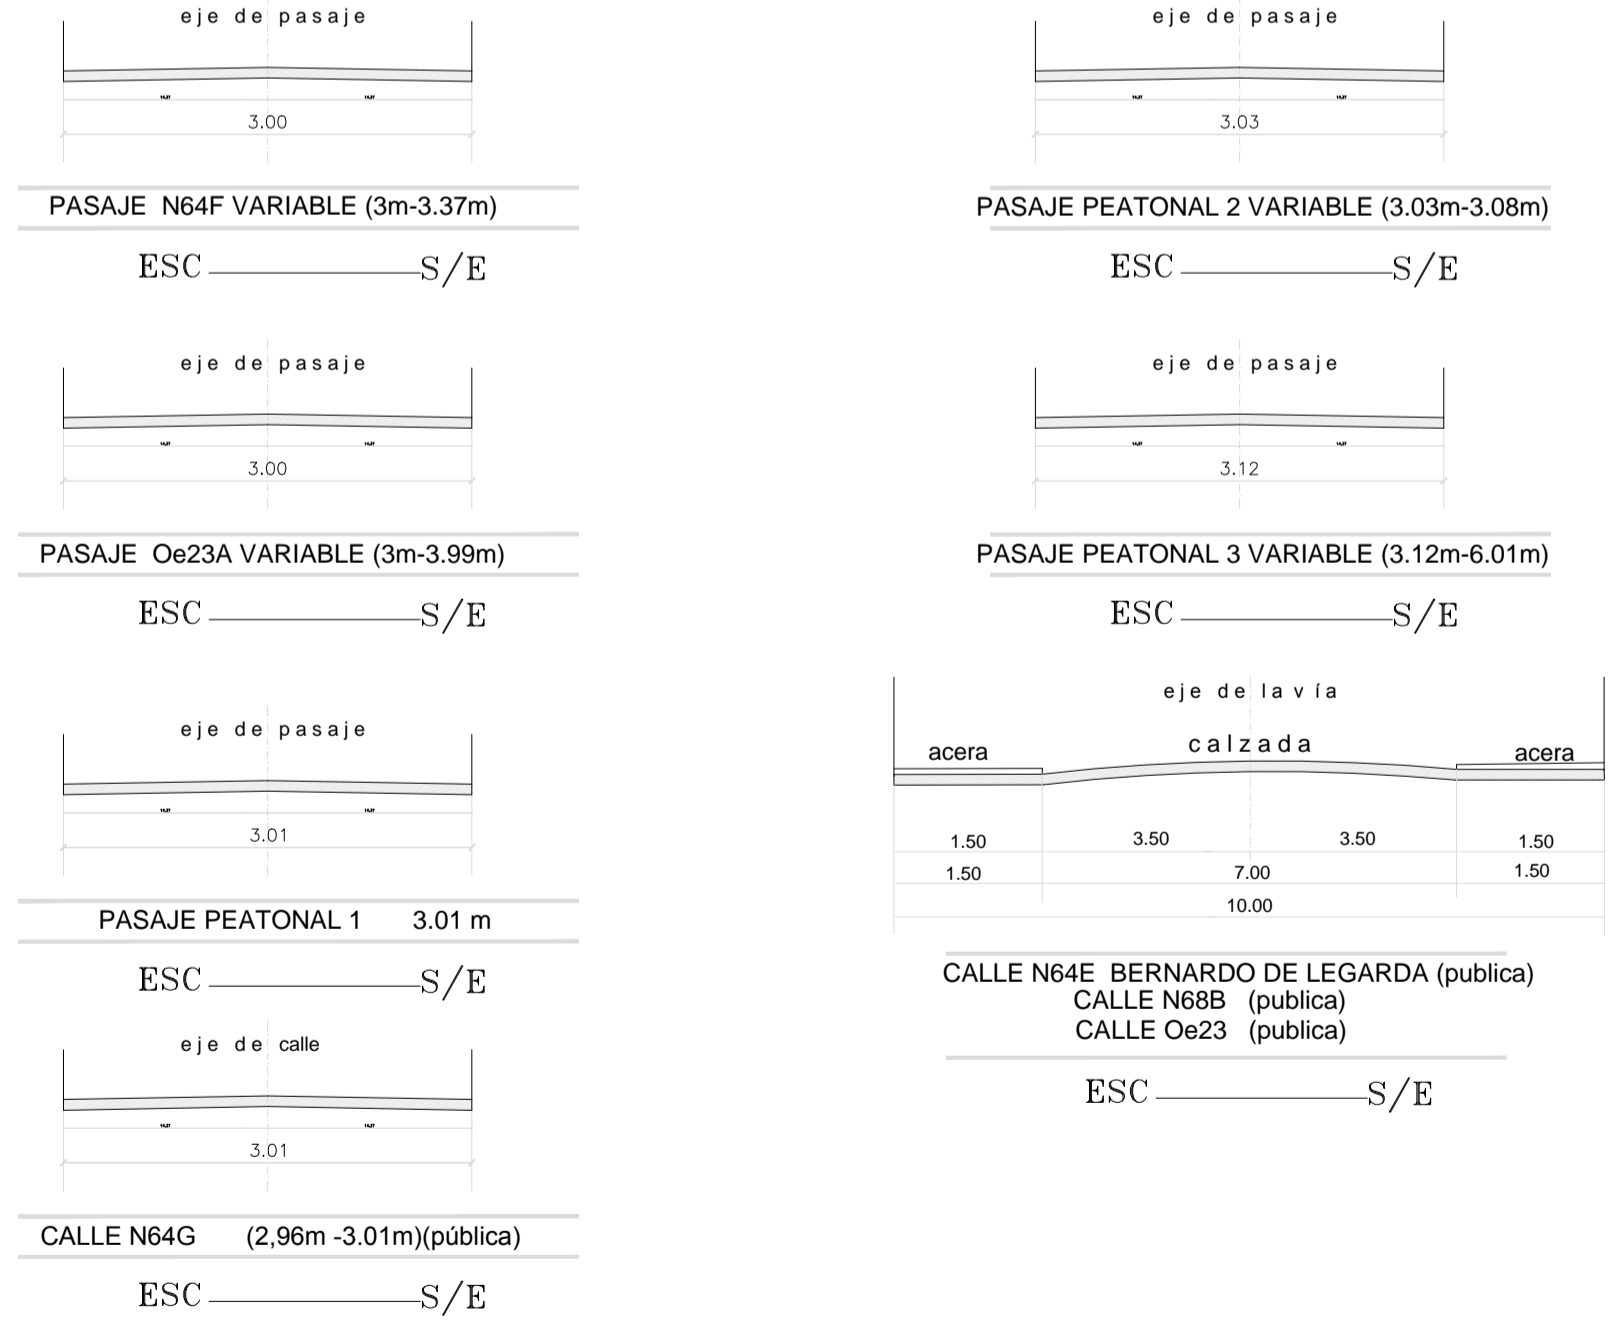 eje de pasaje
3.00
PASAJE N64F VARIABLE (3m-3.37m)
ESC S/E
eje de pasaje
3.03
PASAJE PEATONAL 2 VARIABLE (3.03m-3.08m)
ESC S/E
eje de pasaje
3.00
PASAJE Oe23A VARIABLE (3m-3.99m)
ESC S/E
eje de pasaje
3.12
PASAJE PEATONAL 3 VARIABLE (3.12m-6.01m)
ESC S/E
eje de pasaje
3.01
PASAJE PEATONAL 1 3.01 m
ESC S/E
eje de la vía
calzada
acera acera
1.50 3.50 3.50 1.50
1.50 7.00 1.50
10.00
CALLE N64E BERNARDO DE LEGARDA (publica)
CALLE N68B (publica)
CALLE Oe23 (publica)
ESC S/E
eje de calle
3.01
CALLE N64G (2,96m -3.01m)(pública)
ESC S/E